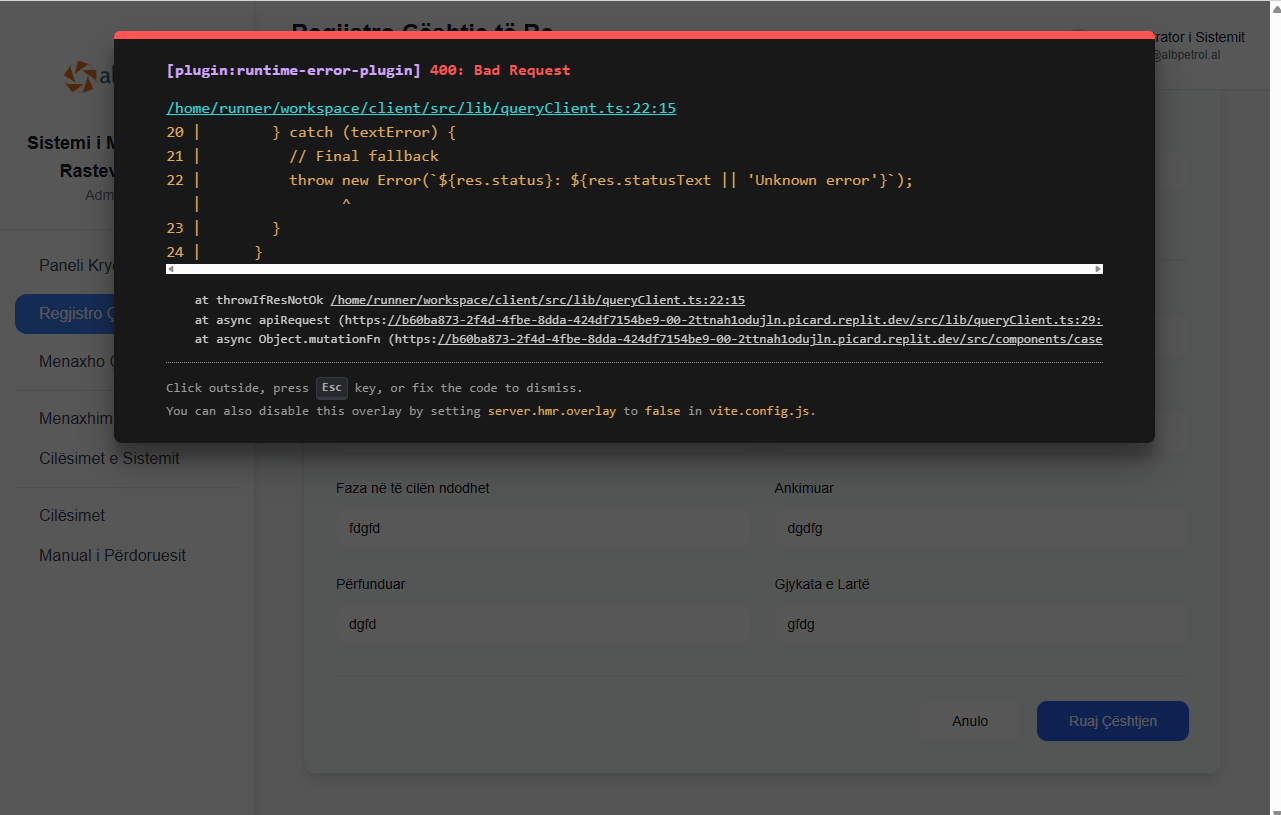 Regjistro Çështje të Re
rator i Sistemit
@albpetrol.al
al
Sistemi i M
Rastev
Adm
Paneli Krye
Regjistro Ç
Menaxho
Menaxhim
Cilësimet e Sistemit
Cilësimet
Manual i Përdoruesit
[plugin:runtime-error-plugin] 400: Bad Request
/home/runner/workspace/client/src/lib/queryClient.ts:22:15
20 |         } catch (textError) {
21 |           // Final fallback
22 |           throw new Error(`${res.status}: ${res.statusText || 'Unknown error'}`);
   |                 ^
23 |         }
24 |       }
at throwIfResNotOk /home/runner/workspace/client/src/lib/queryClient.ts:22:15
at async apiRequest (https://b60ba873-2f4d-4fbe-8dda-424df7154be9-00-2ttnah1odujln.picard.replit.dev/src/lib/queryClient.ts:29:
at async Object.mutationFn (https://b60ba873-2f4d-4fbe-8dda-424df7154be9-00-2ttnah1odujln.picard.replit.dev/src/components/case
Click outside, press Esc key, or fix the code to dismiss.
You can also disable this overlay by setting server.hmr.overlay to false in vite.config.js.
Faza në të cilën ndodhet
Ankimuar
fdgfd
dgdfg
Përfunduar
Gjykata e Lartë
dgfd
gfdg
Anulo
Ruaj Çështjen